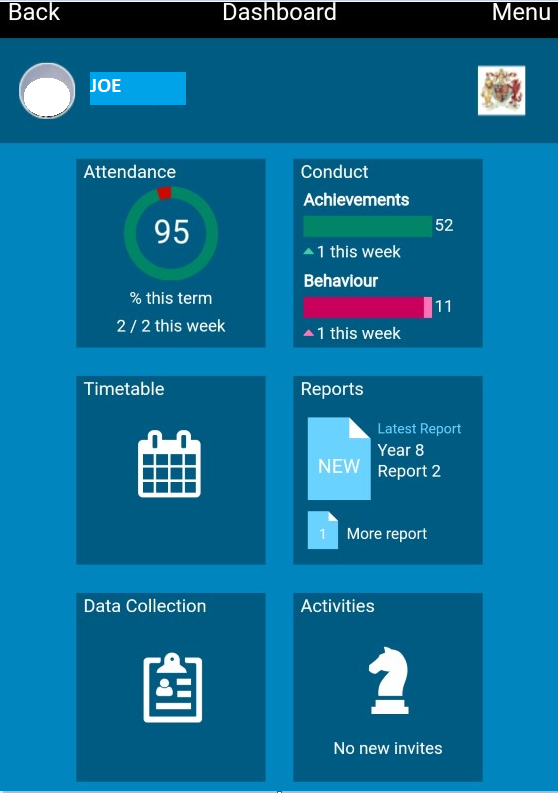 Back Dashboard Menu
JOE
Attendance
95
% this term
2 / 2 this week
Conduct
Achievements
52
1 this week
Behaviour
11
1 this week
Timetable
Reports
NEW
Latest Report
Year 8
Report 2
1
More report
Data Collection
Activities
No new invites